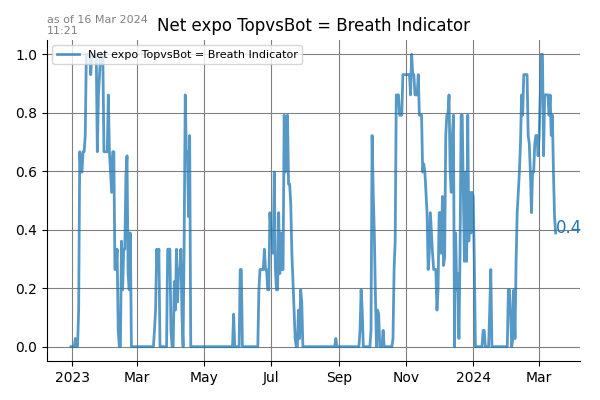 as of 16 Mar 2024
11:21
Net expo TopvsBot = Breath Indicator
Net expo TopvsBot = Breath Indicator
1.0
0.8
0.6
0.4
0.2
0.0
0.4
2023 Mar May Jul Sep Nov 2024 Mar